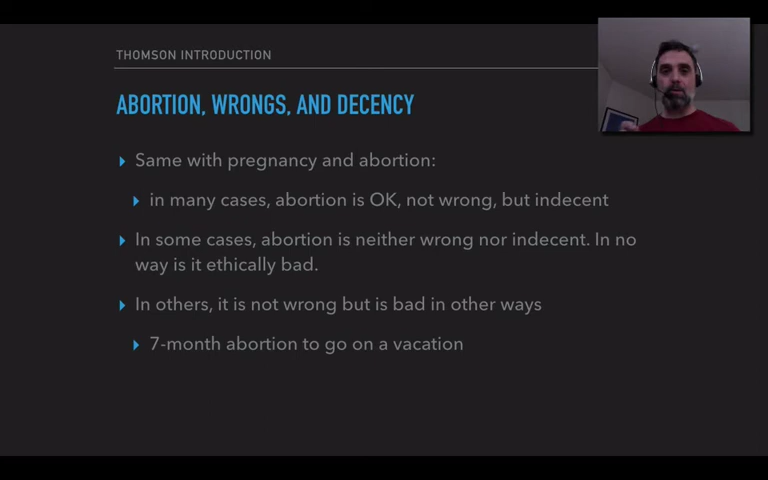 THOMSON INTRODUCTION
ABORTION, WRONGS, AND DECENCY
Same with pregnancy and abortion:
in many cases, abortion is OK, not wrong, but indecent
In some cases, abortion is neither wrong nor indecent. In no
way is it ethically bad.
In others, it is not wrong but is bad in other ways
7-month abortion to go on a vacation